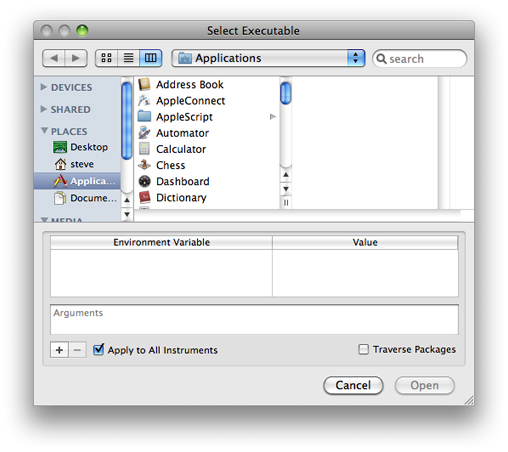 Select Executable
Applications
search
DEVICES
SHARED
PLACES
Desktop
steve
Applica...
Docume...
MEDIA
Address Book
AppleConnect
AppleScript
Automator
Calculator
Chess
Dashboard
Dictionary
Environment Variable Value
Arguments
+ − Apply to All Instruments Traverse Packages
Cancel Open